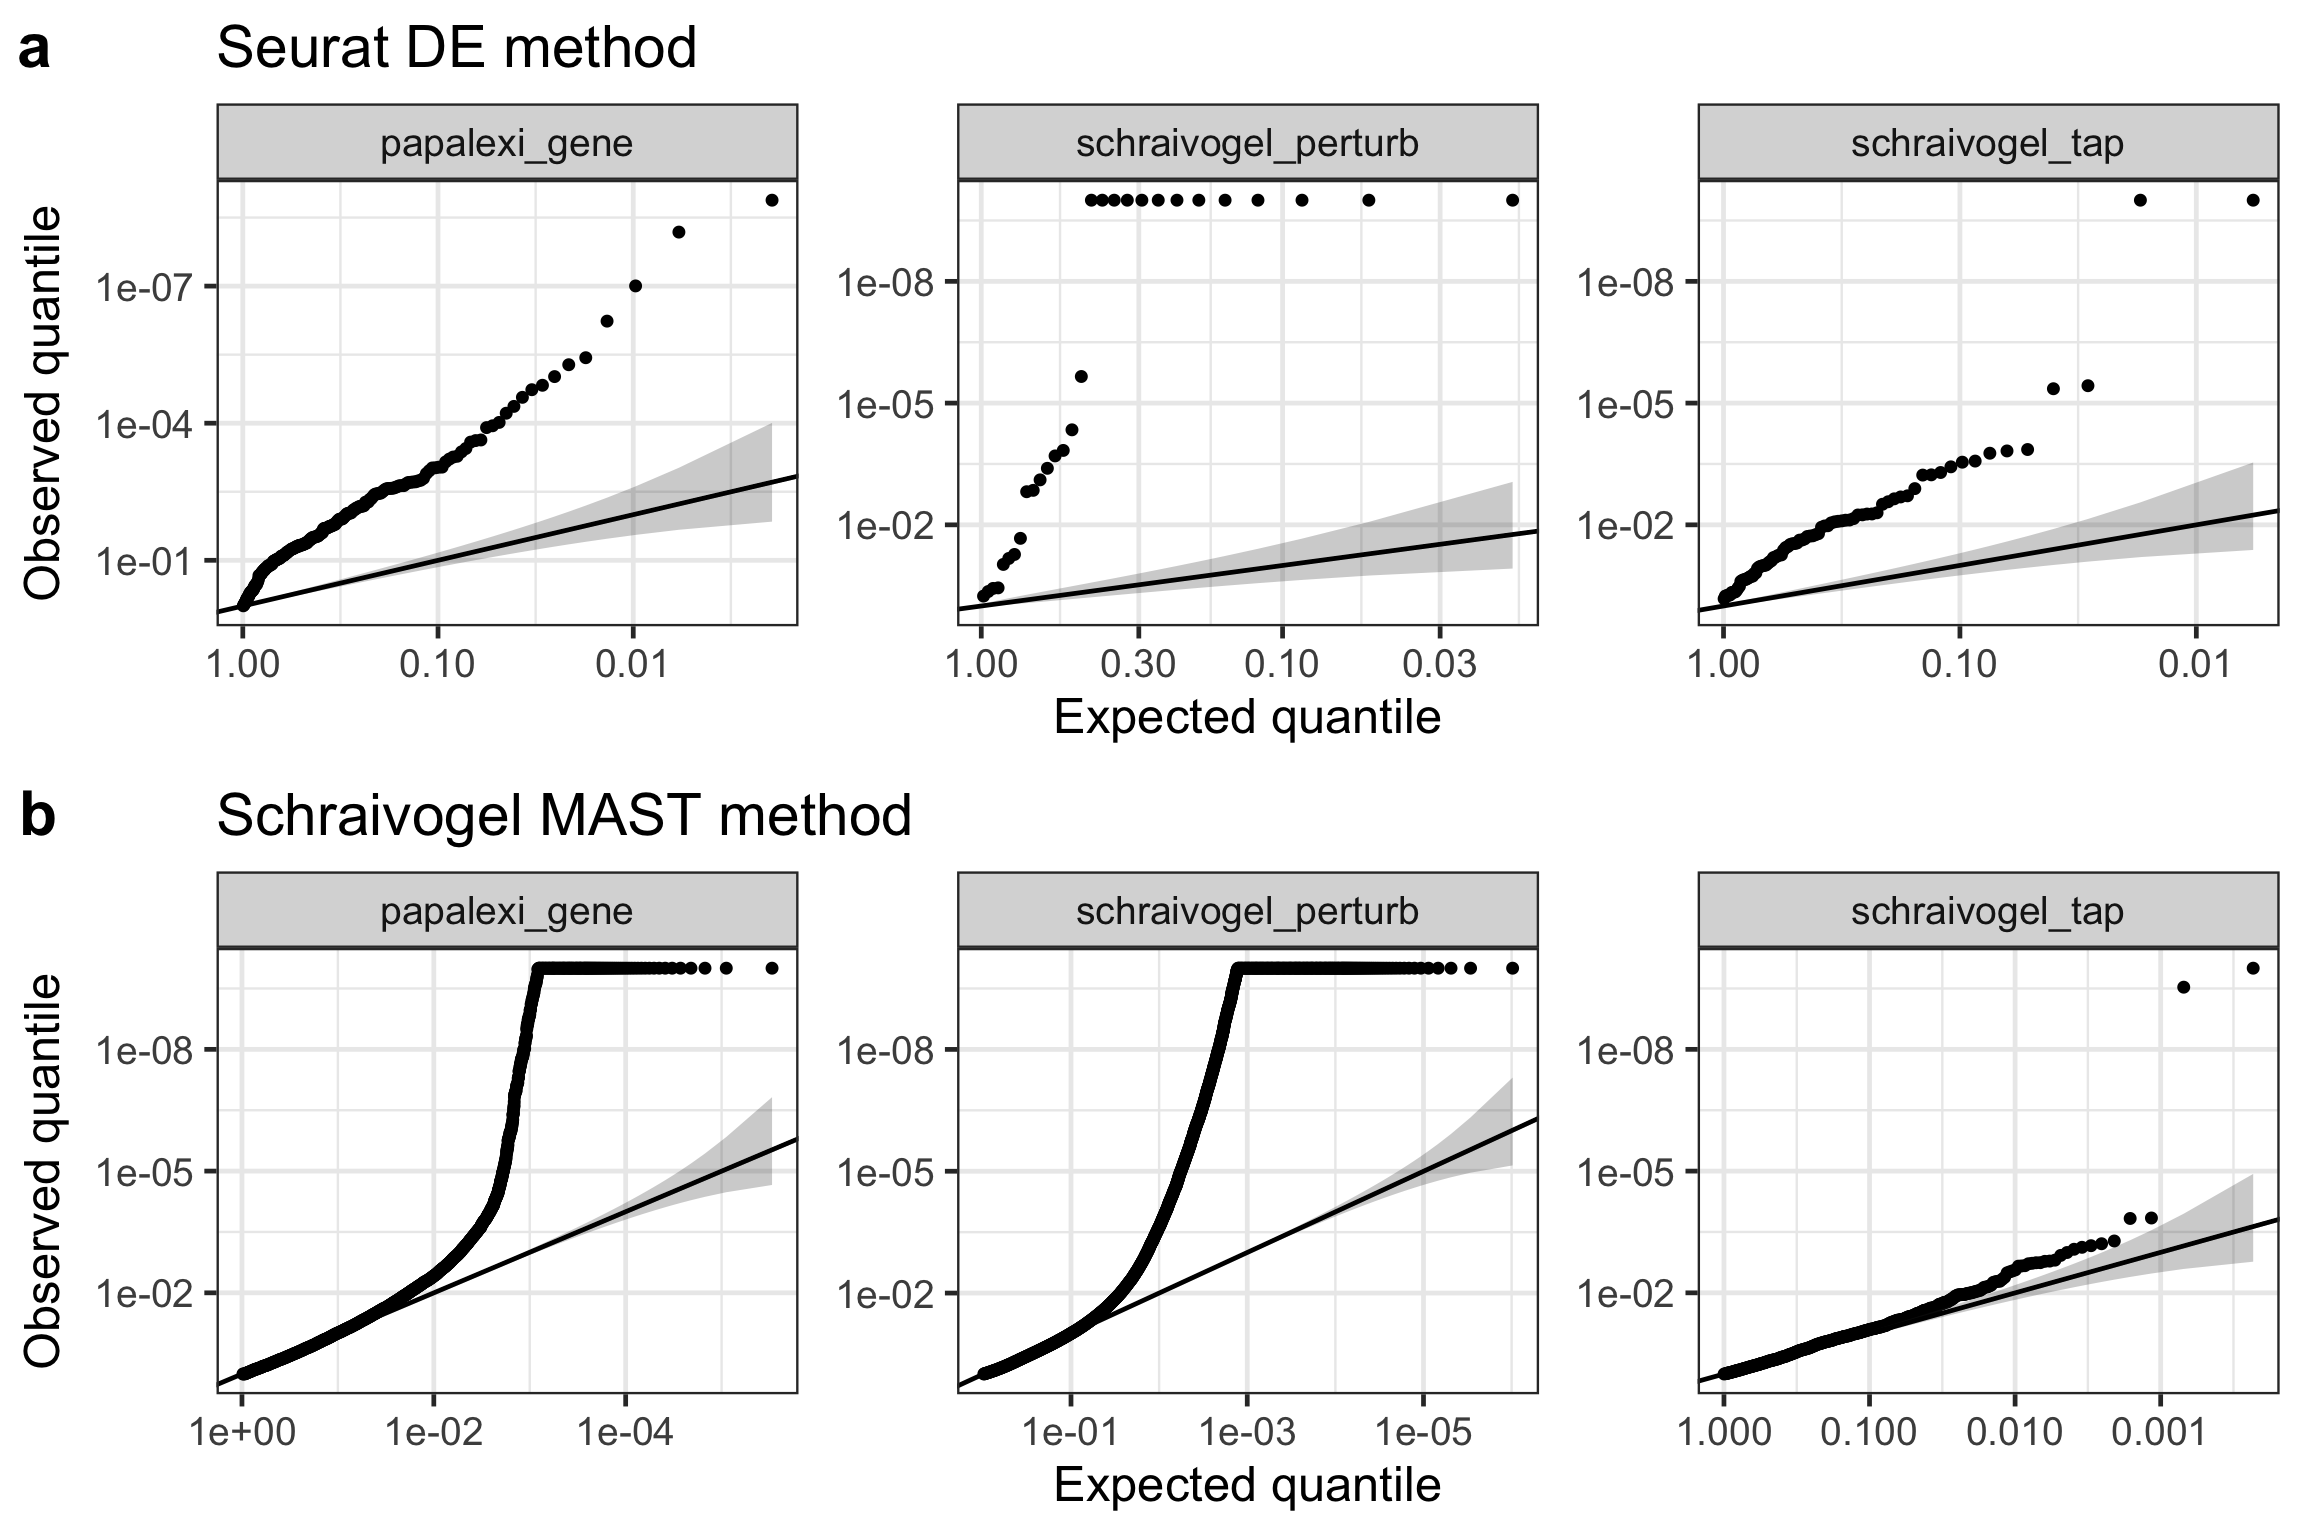 a Seurat DE method
papalexi_gene schraivogel_perturb schraivogel_tap
Observed quantile
1e-07
1e-04
1e-01
1.00 0.10 0.01
1e-08
1e-05
1e-02
1.00 0.30 0.10 0.03
1e-08
1e-05
1e-02
1.00 0.10 0.01
Expected quantile
b Schraivogel MAST method
papalexi_gene schraivogel_perturb schraivogel_tap
Observed quantile
1e-08
1e-05
1e-02
1e+00 1e-02 1e-04
1e-08
1e-05
1e-02
1e-01 1e-03 1e-05
1e-08
1e-05
1e-02
1.000 0.100 0.010 0.001
Expected quantile